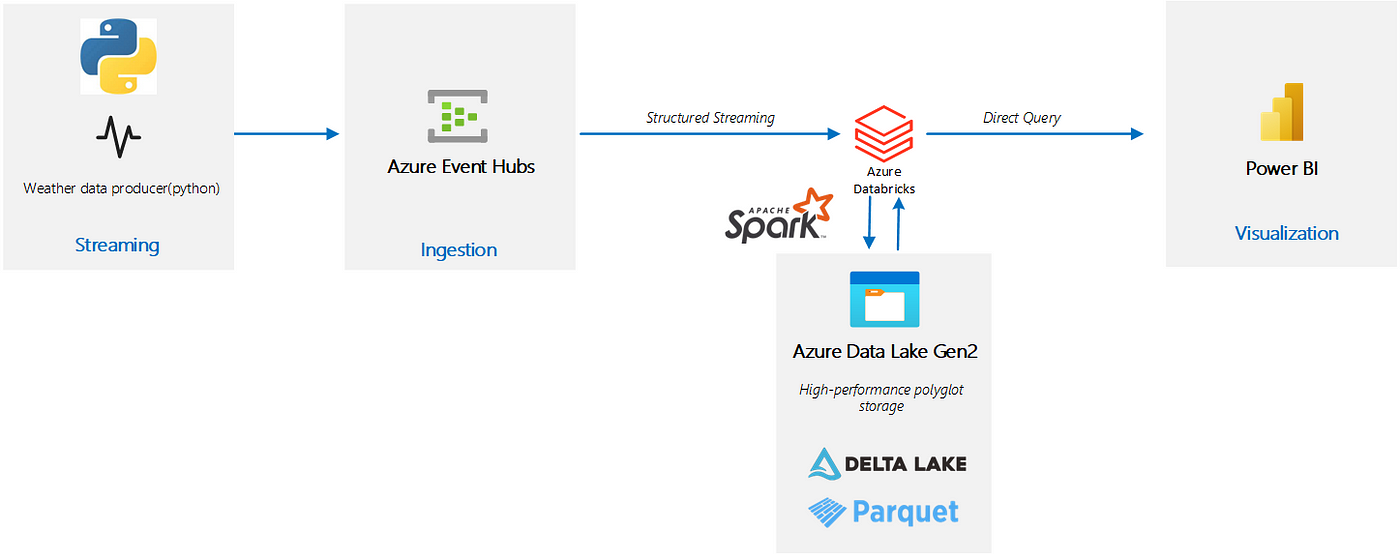 Weather data producer(python)
Streaming
Azure Event Hubs
Ingestion
Structured Streaming
Azure
Databricks
APACHE
Spark™
Direct Query
Power BI
Visualization
Azure Data Lake Gen2
High-performance polyglot
storage
DELTA LAKE
Parquet